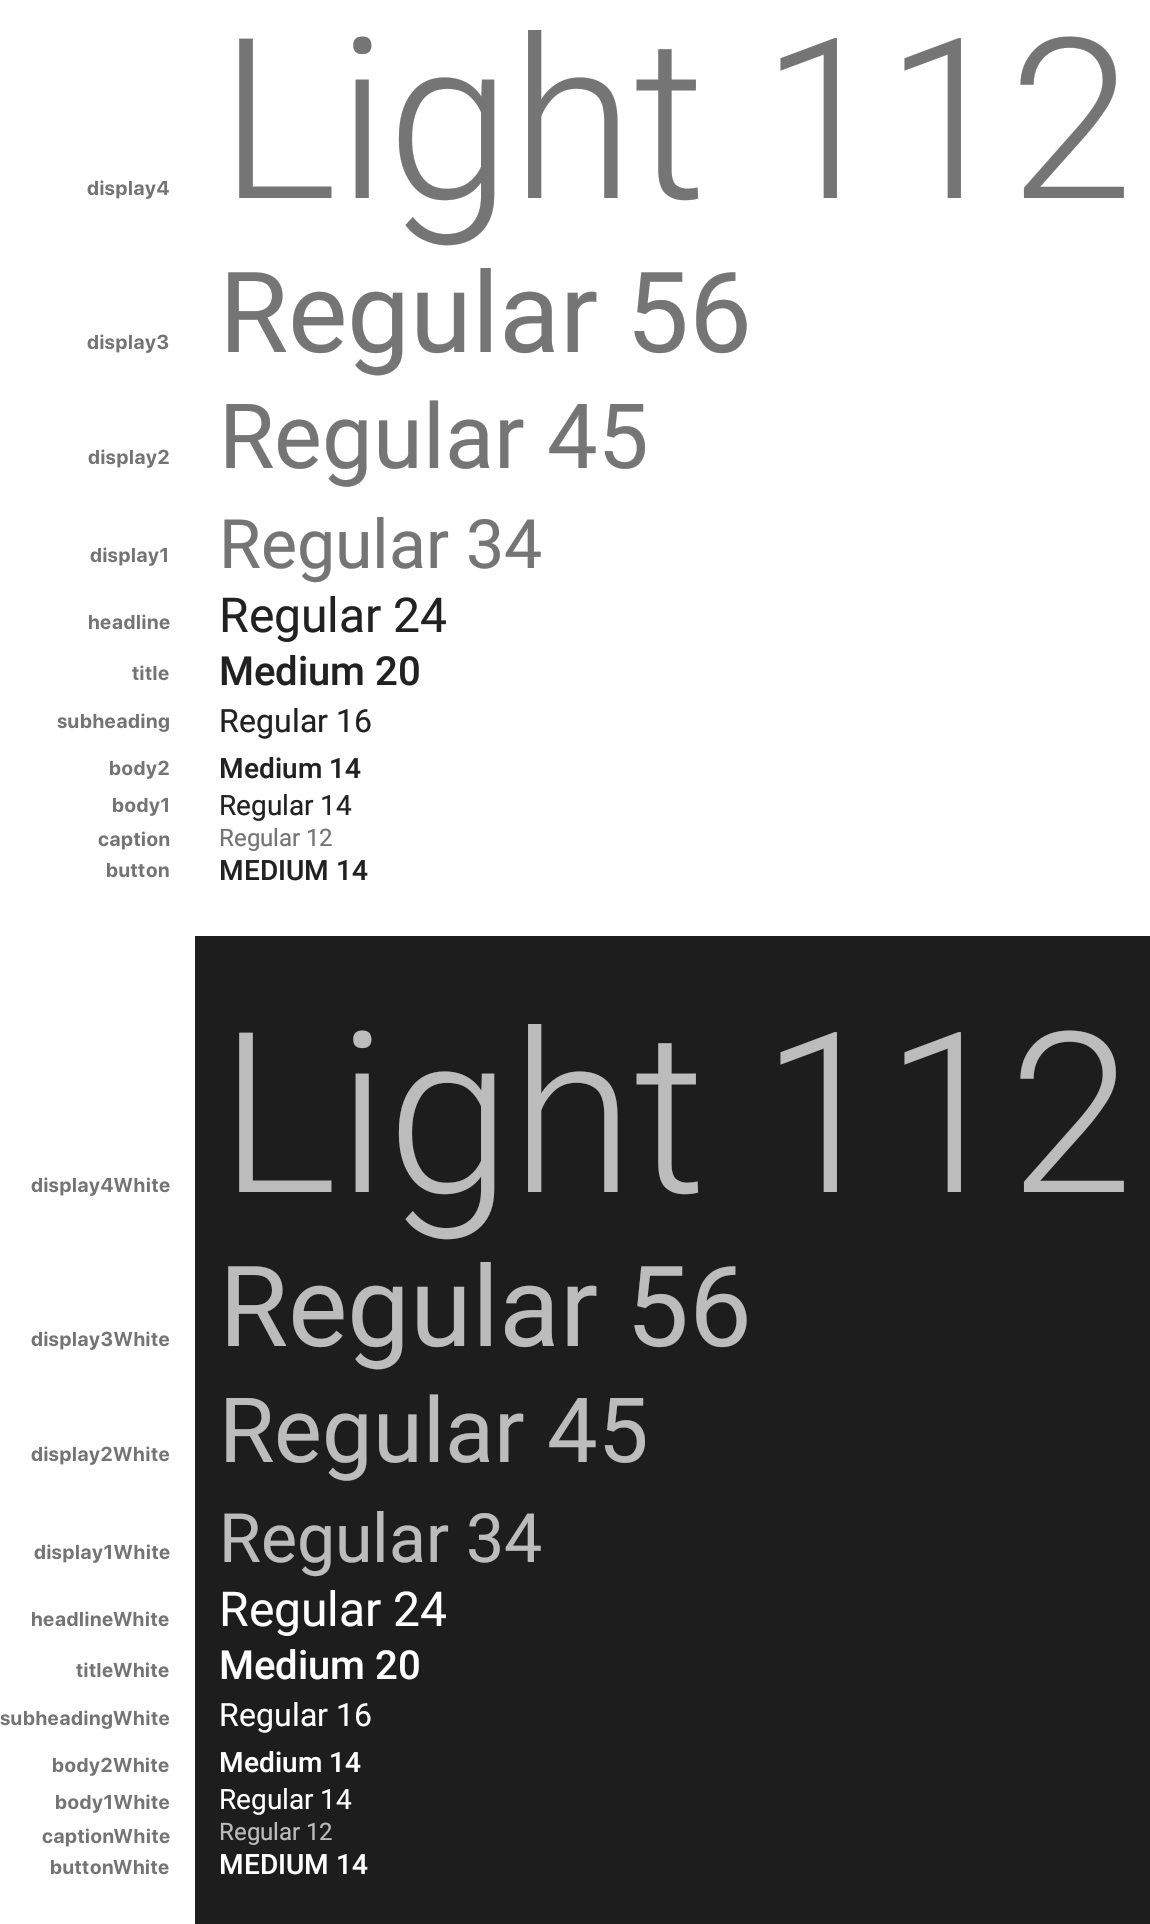 display4 Light 112
display3 Regular 56
display2 Regular 45
display1 Regular 34
headline Regular 24
title Medium 20
subheading Regular 16
body2 Medium 14
body1 Regular 14
caption Regular 12
button MEDIUM 14
display4White Light 112
display3White Regular 56
display2White Regular 45
display1White Regular 34
headlineWhite Regular 24
titleWhite Medium 20
subheadingWhite Regular 16
body2White Medium 14
body1White Regular 14
captionWhite Regular 12
buttonWhite MEDIUM 14